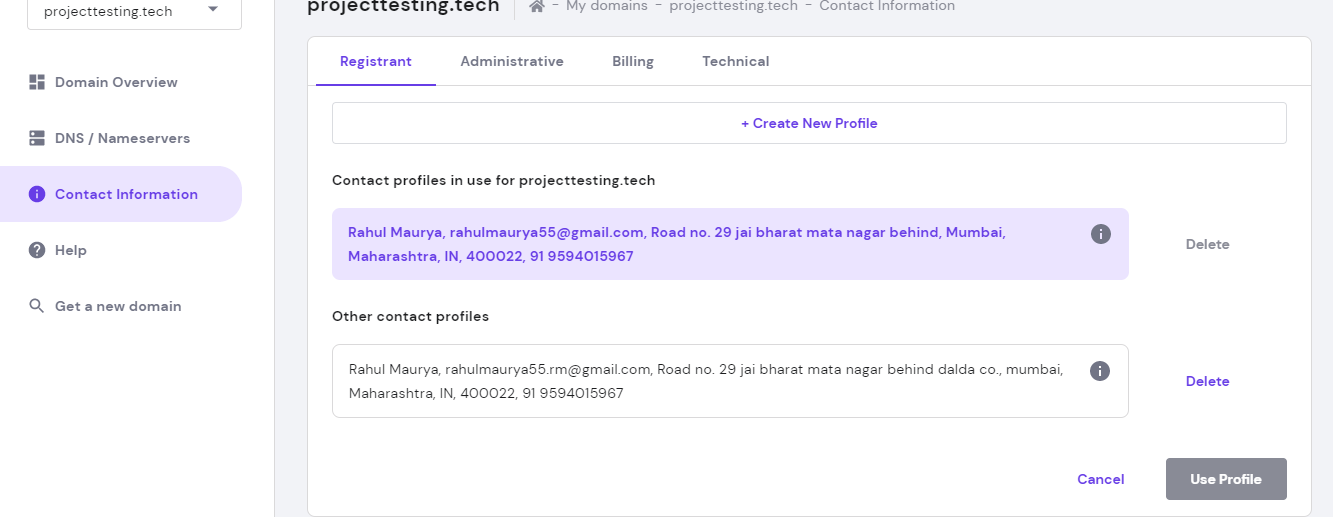 projecttesting.tech
projecttesting.tech - My domains - projecttesting.tech - Contact Information
Domain Overview
DNS / Nameservers
Contact Information
Help
Get a new domain
Registrant Administrative Billing Technical
+ Create New Profile
Contact profiles in use for projecttesting.tech
Rahul Maurya, rahulmaurya55@gmail.com, Road no. 29 jai bharat mata nagar behind, Mumbai,
Maharashtra, IN, 400022, 91 9594015967
Delete
Other contact profiles
Rahul Maurya, rahulmaurya55.rm@gmail.com, Road no. 29 jai bharat mata nagar behind dalda co., mumbai,
Maharashtra, IN, 400022, 91 9594015967
Delete
Cancel Use Profile